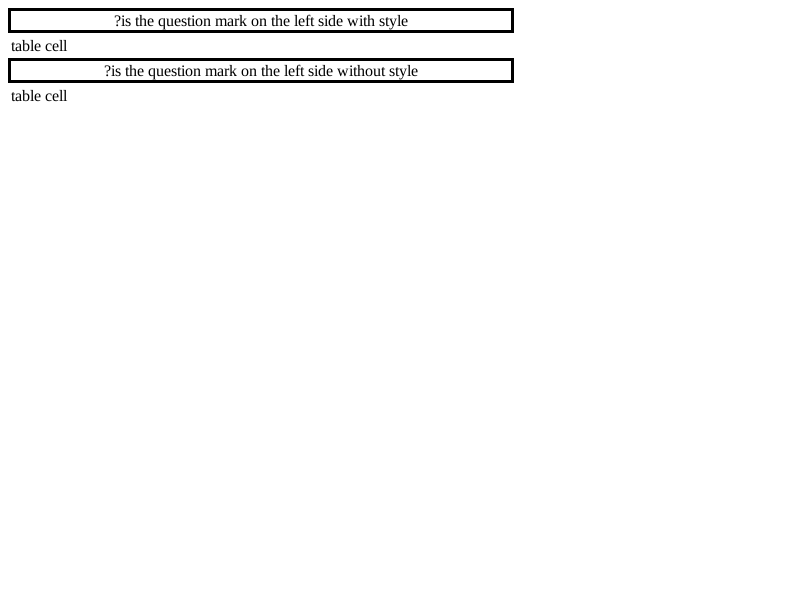 ?is the question mark on the left side with style
table cell
?is the question mark on the left side without style
table cell